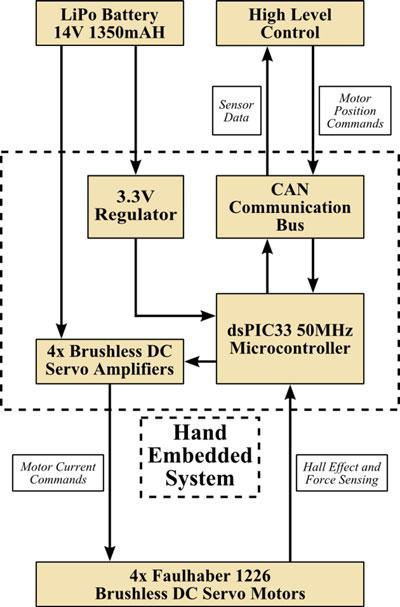 LiPo Battery
14V 1350mAH
High Level
Control
Sensor
Data
Motor
Position
Commands
3.3V
Regulator
CAN
Communication
Bus
dsPIC33 50MHz
Microcontroller
4x Brushless DC
Servo Amplifiers
Hand
Embedded
System
Motor Current
Commands
Hall Effect and
Force Sensing
4x Faulhaber 1226
Brushless DC Servo Motors